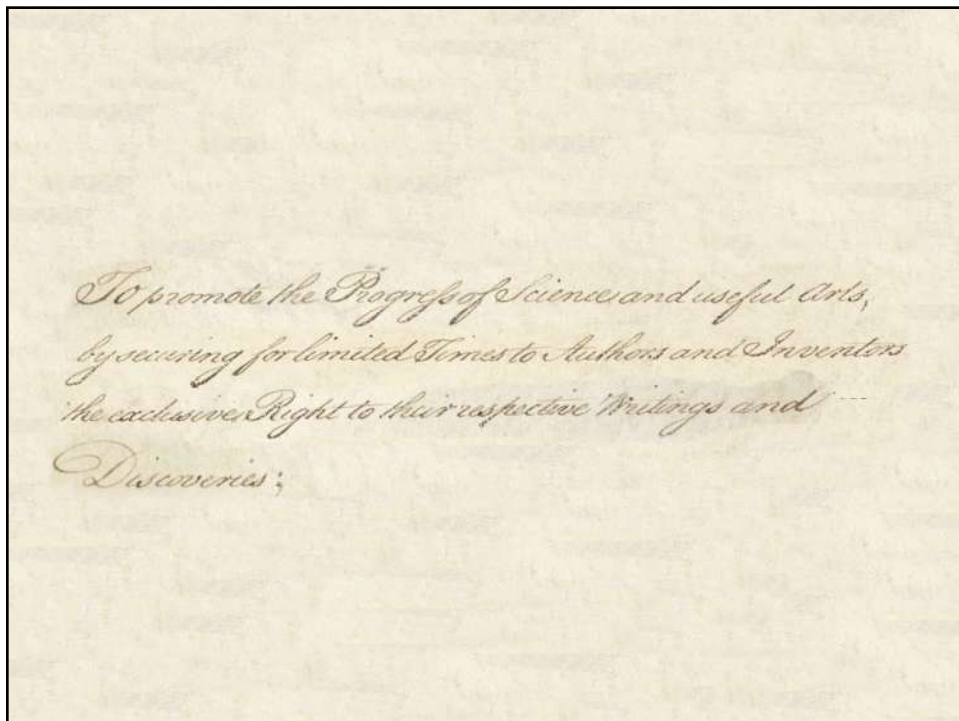 To promote the Progreſs of Science and useful Arts,
by securing for limited Times to Authors and Inventors
the exclusive Right to their respective Writings and
Discoveries;